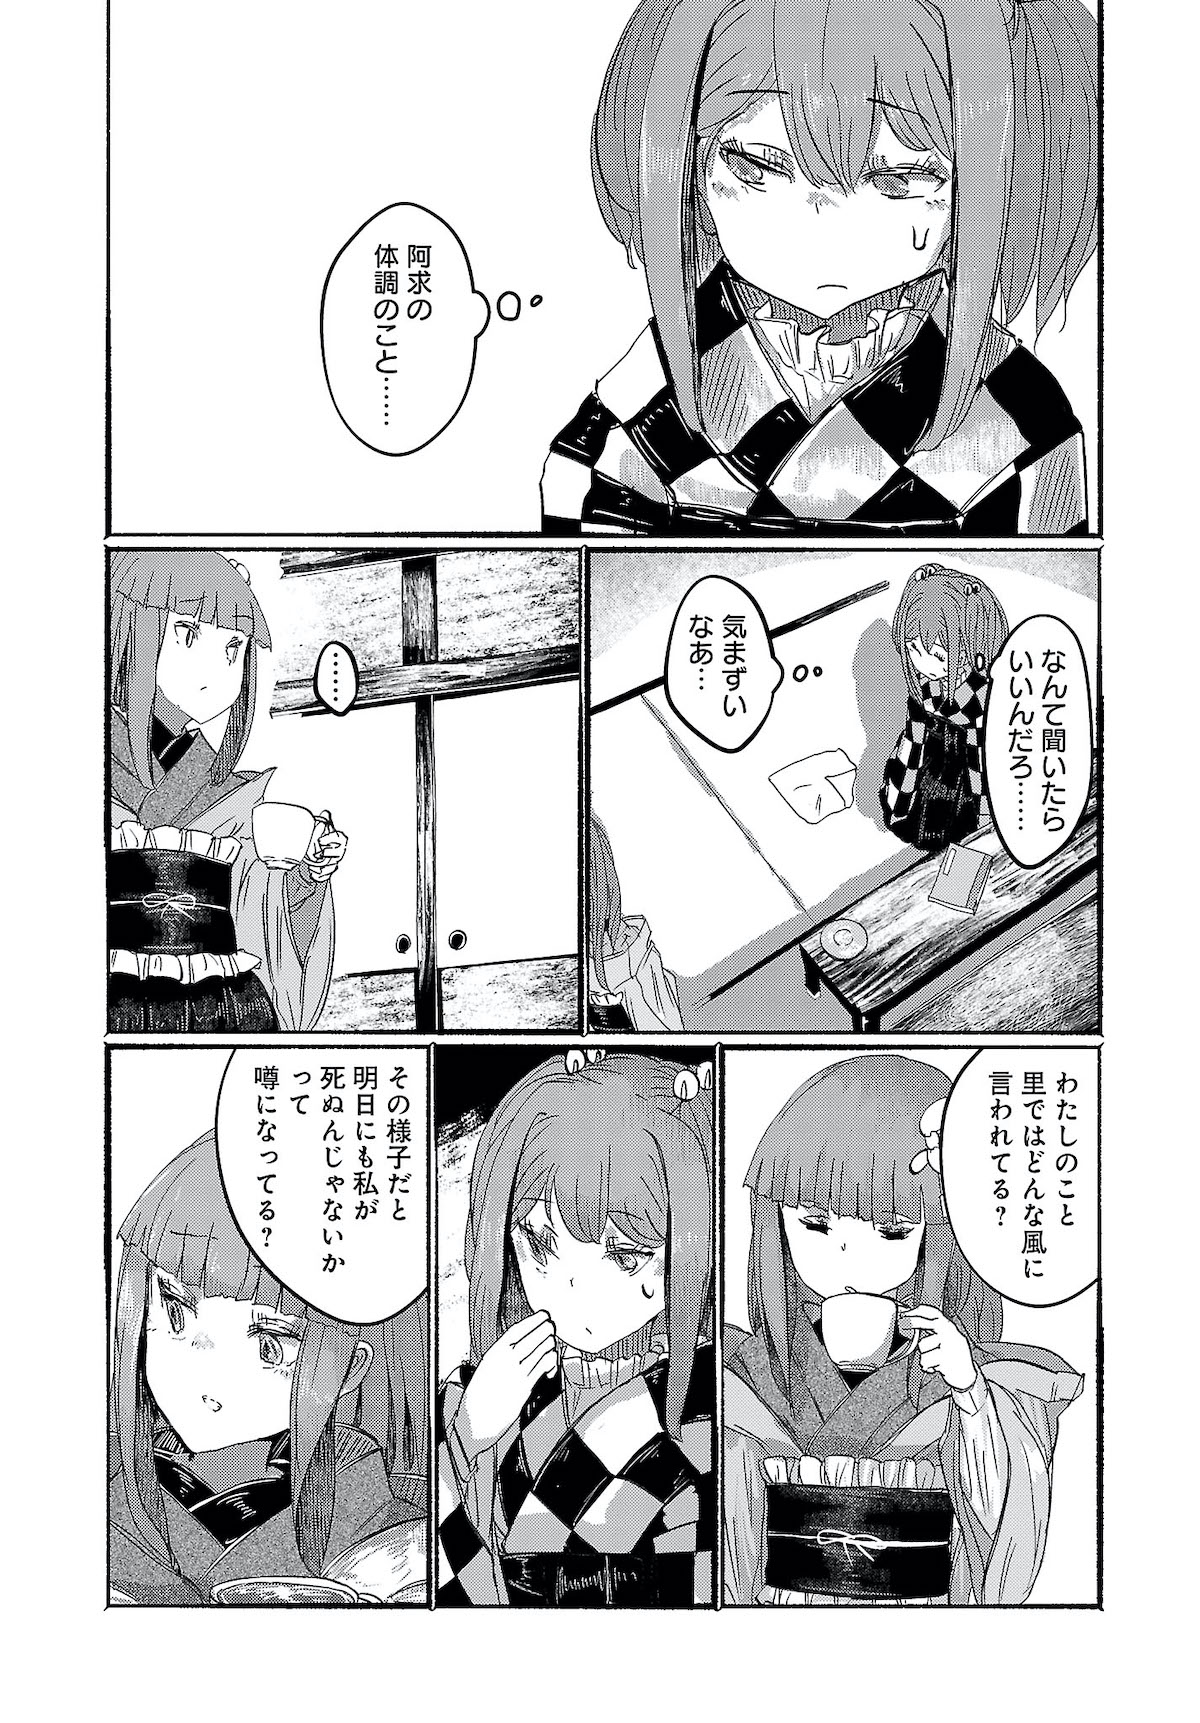 阿求の
体調のこと……
なんて聞いたら
いいんだろ……
気まずい
なあ…
……
わたしのこと
里ではどんな風に
言われてる?
その様子だと
明日にも私が
死ぬんじゃないか
って
噂になってる?